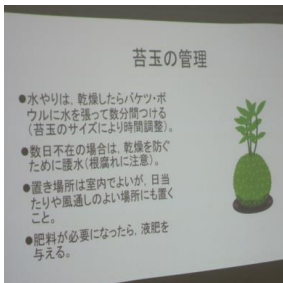 苔玉の管理
●水やりは、乾燥したらバケツ・ボ
ウルに水を張って数分間つける
(苔玉のサイズにより時間調整)。
●数日不在の場合は、乾燥を防ぐ
ために腰水(根腐れに注意)。
●置き場所は室内でよいが、日当
たりや風通しのよい場所にも置く
こと。
●肥料が必要になったら、液肥を
与える。